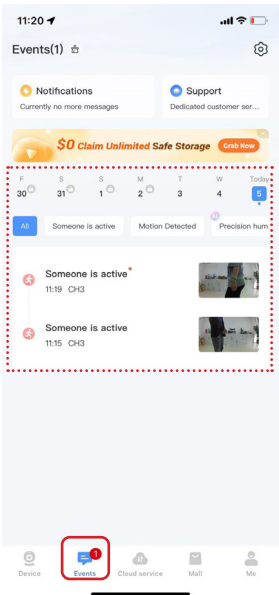 11:20
Events(1)
Notifications
Currently no more messages
Support
Dedicated customer ser...
$0 Claim Unlimited Safe Storage Grab Now
F S S M T W Today
30 31 1 2 3 4 5
AI
All Someone is active Motion Detected Precision hum
Someone is active
11:19 CH3
Someone is active
11:15 CH3
1
Device Events Cloud service Mall Me